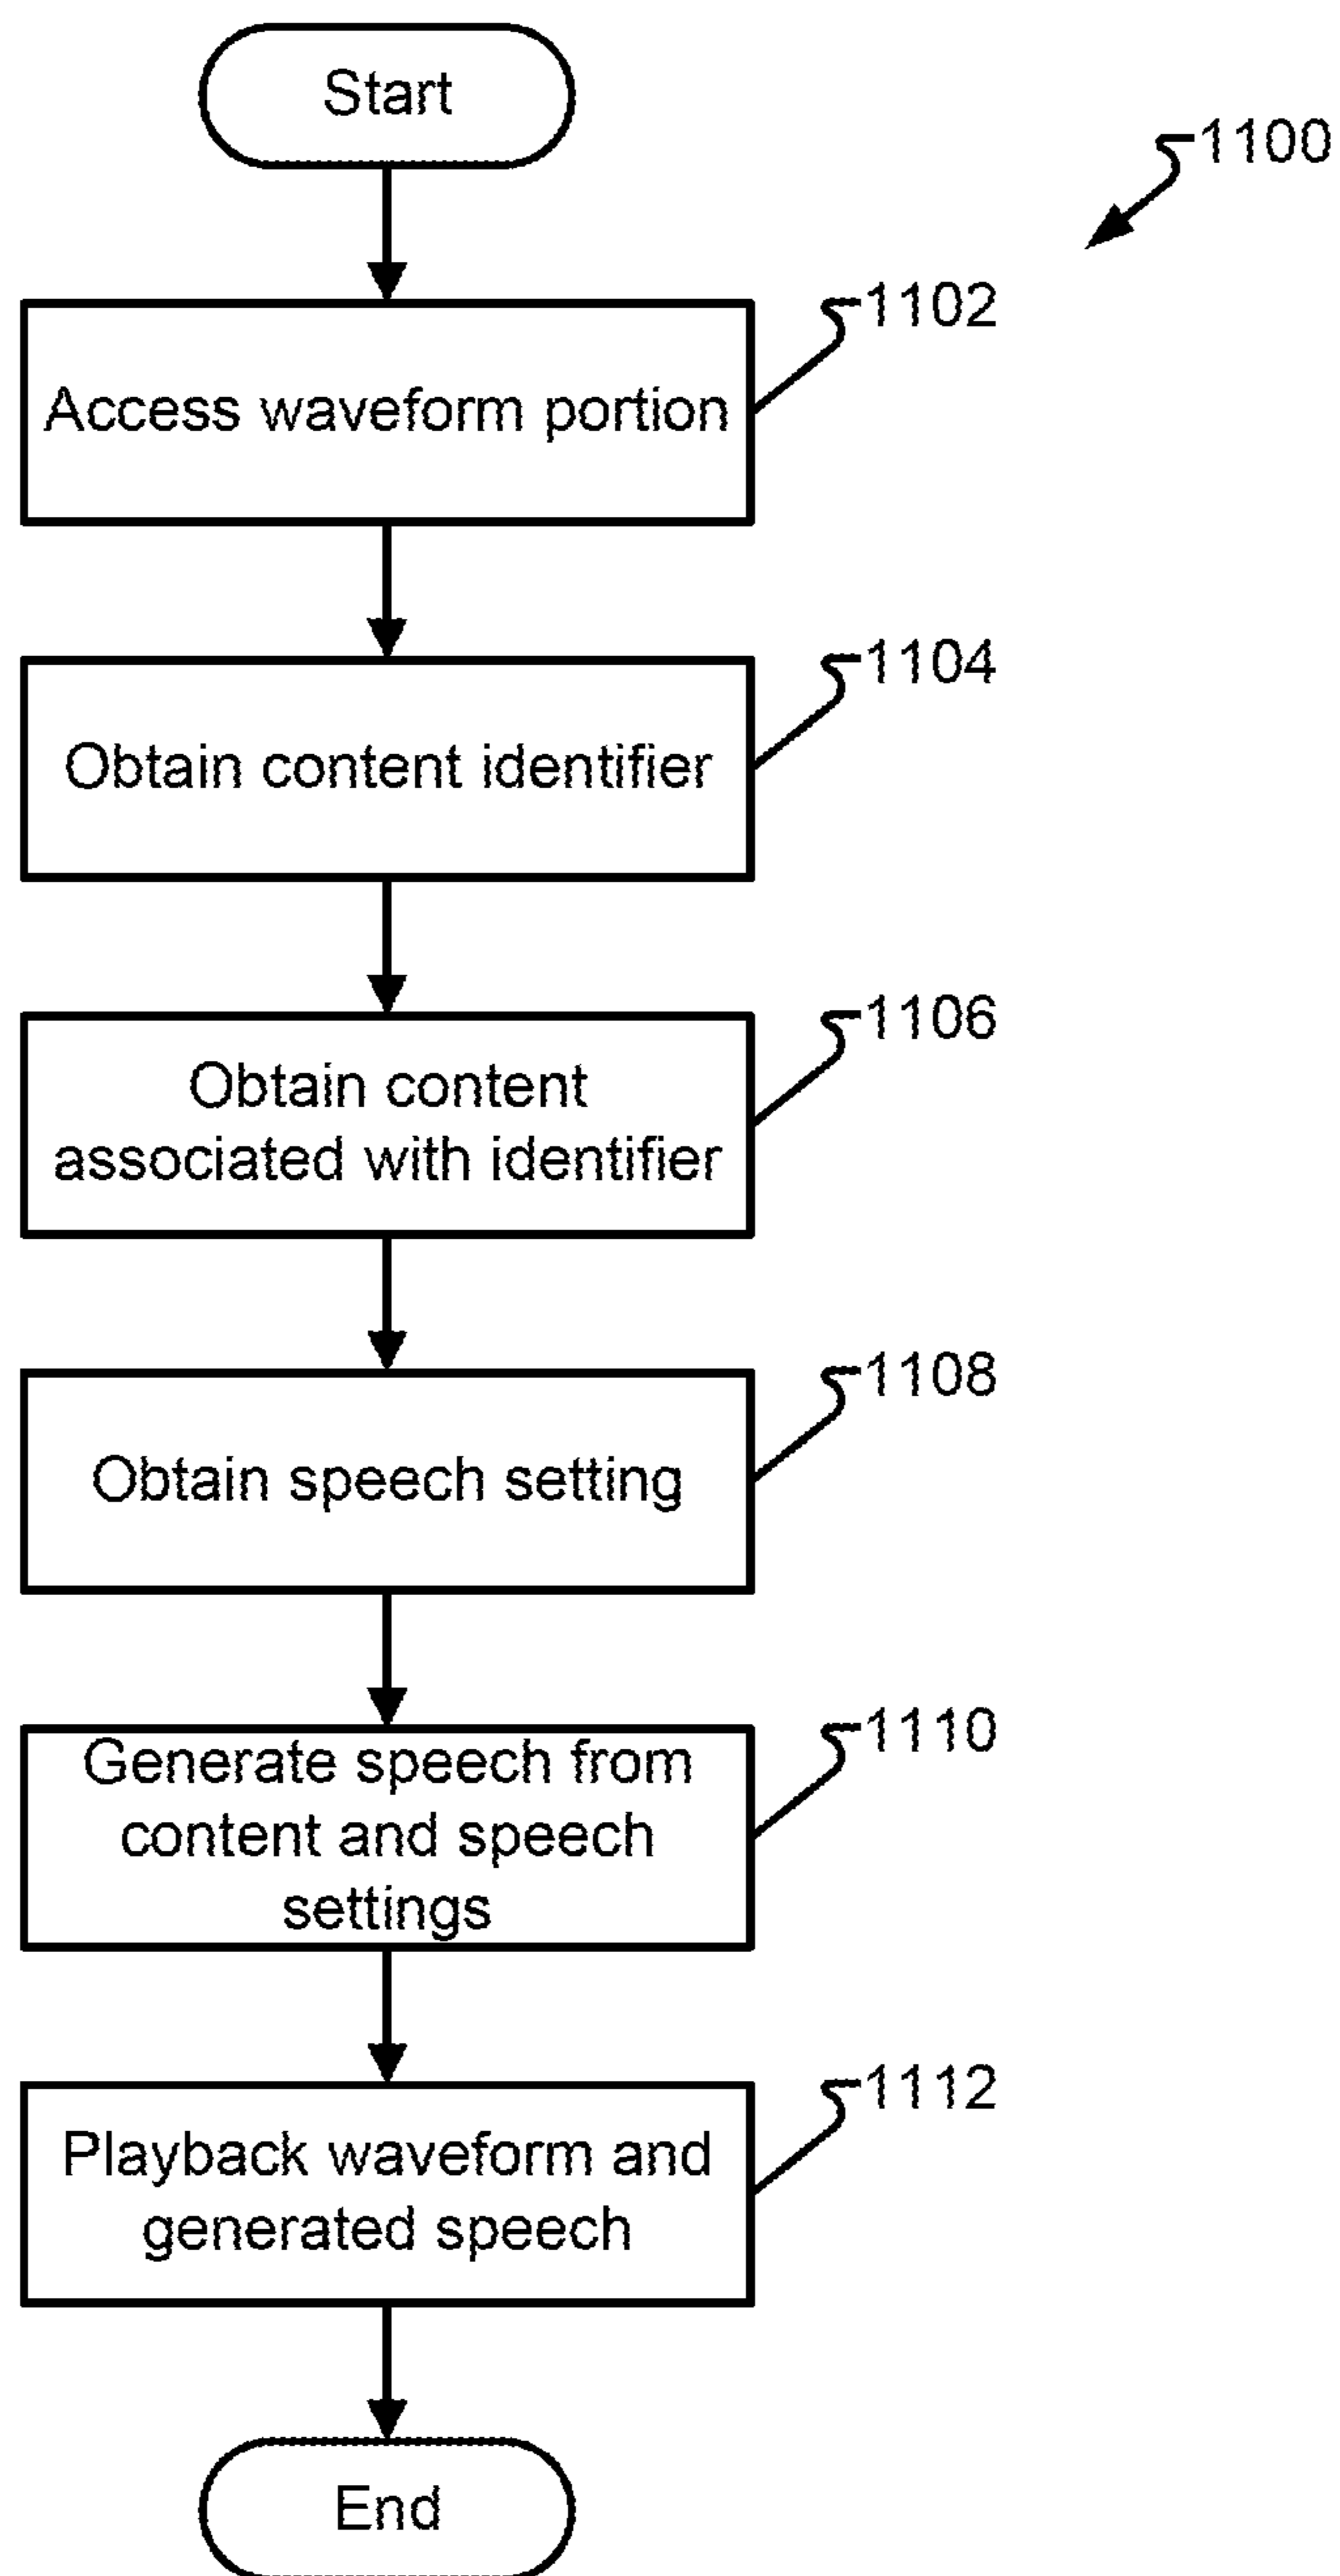 Start
1100
1102
Access waveform portion
1104
Obtain content identifier
1106
Obtain content
associated with identifier
1108
Obtain speech setting
1110
Generate speech from
content and speech
settings
1112
Playback waveform and
generated speech
End